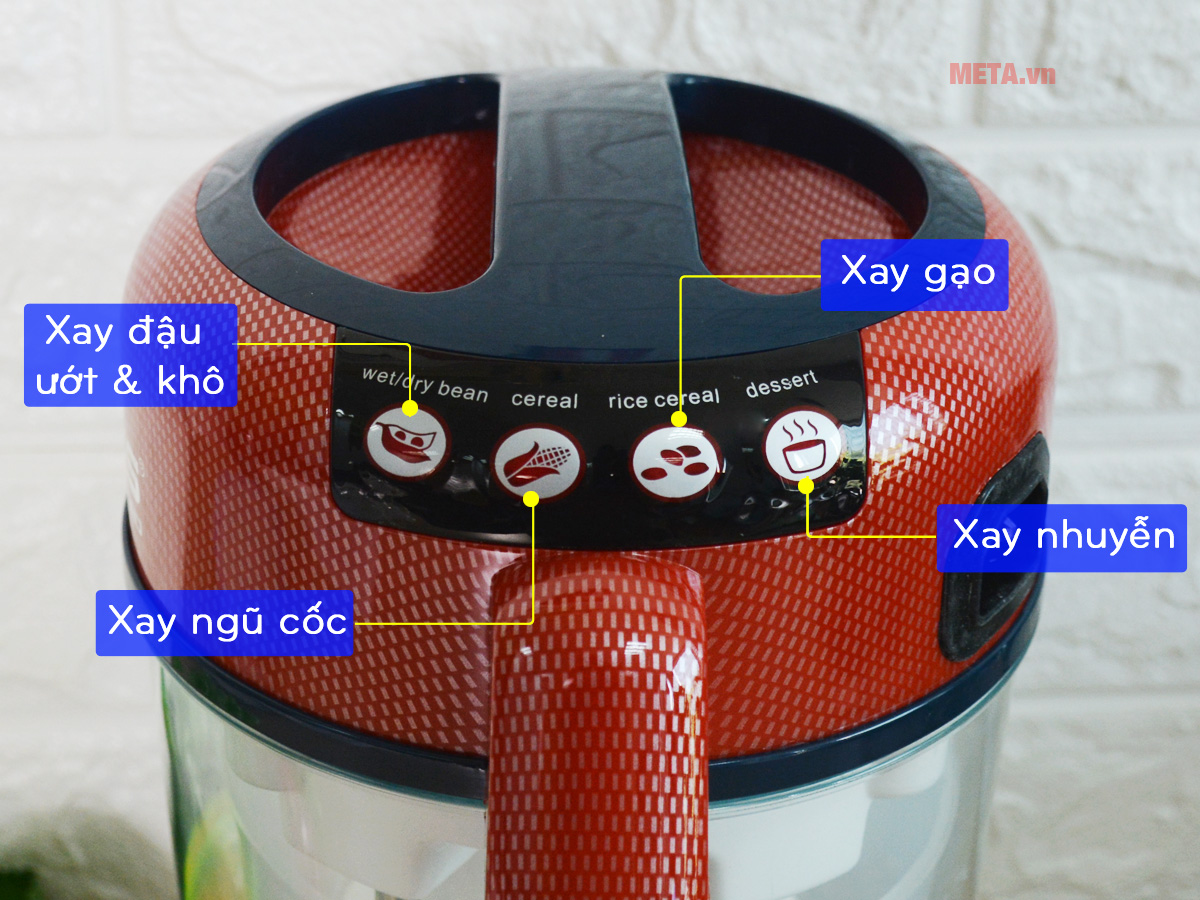 META.vn
Xay gạo
Xay đậu
ướt & khô
wet/dry bean
cereal
rice cereal
dessert
Xay nhuyễn
Xay ngũ cốc